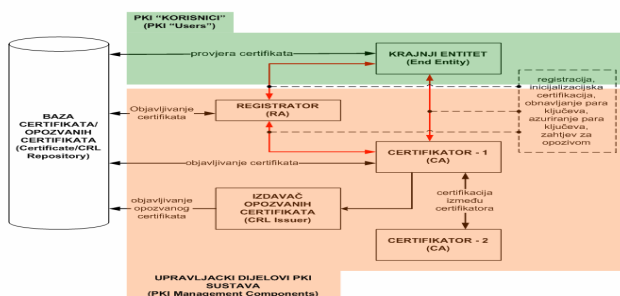 PKI “KORISNICI”
(PKI “Users”)
provjera certifikata
KRAJNJI ENTITET
(End Entity)
registracija,
inicijalizacijska
certifikacija,
obnavljanje para
ključeva,
azuriranje para
ključeva,
zahtjev za
opozivom
BAZA
CERTIFIKATA/
OPOZVANIH
CERTIFIKATA
(Certificate/CRL
Repository)
Objavljivanje
certifikata
REGISTRATOR
(RA)
objavljivanje certifikata
CERTIFIKATOR - 1
(CA)
objavljivanje
opozvanog
certifikata
IZDAVAČ
OPOZVANIH
CERTIFIKATA
(CRL Issuer)
certifikacija
između
certifikatora
CERTIFIKATOR - 2
(CA)
UPRAVLJAČKI DIJELOVI PKI
SUSTAVA
(PKI Management Components)